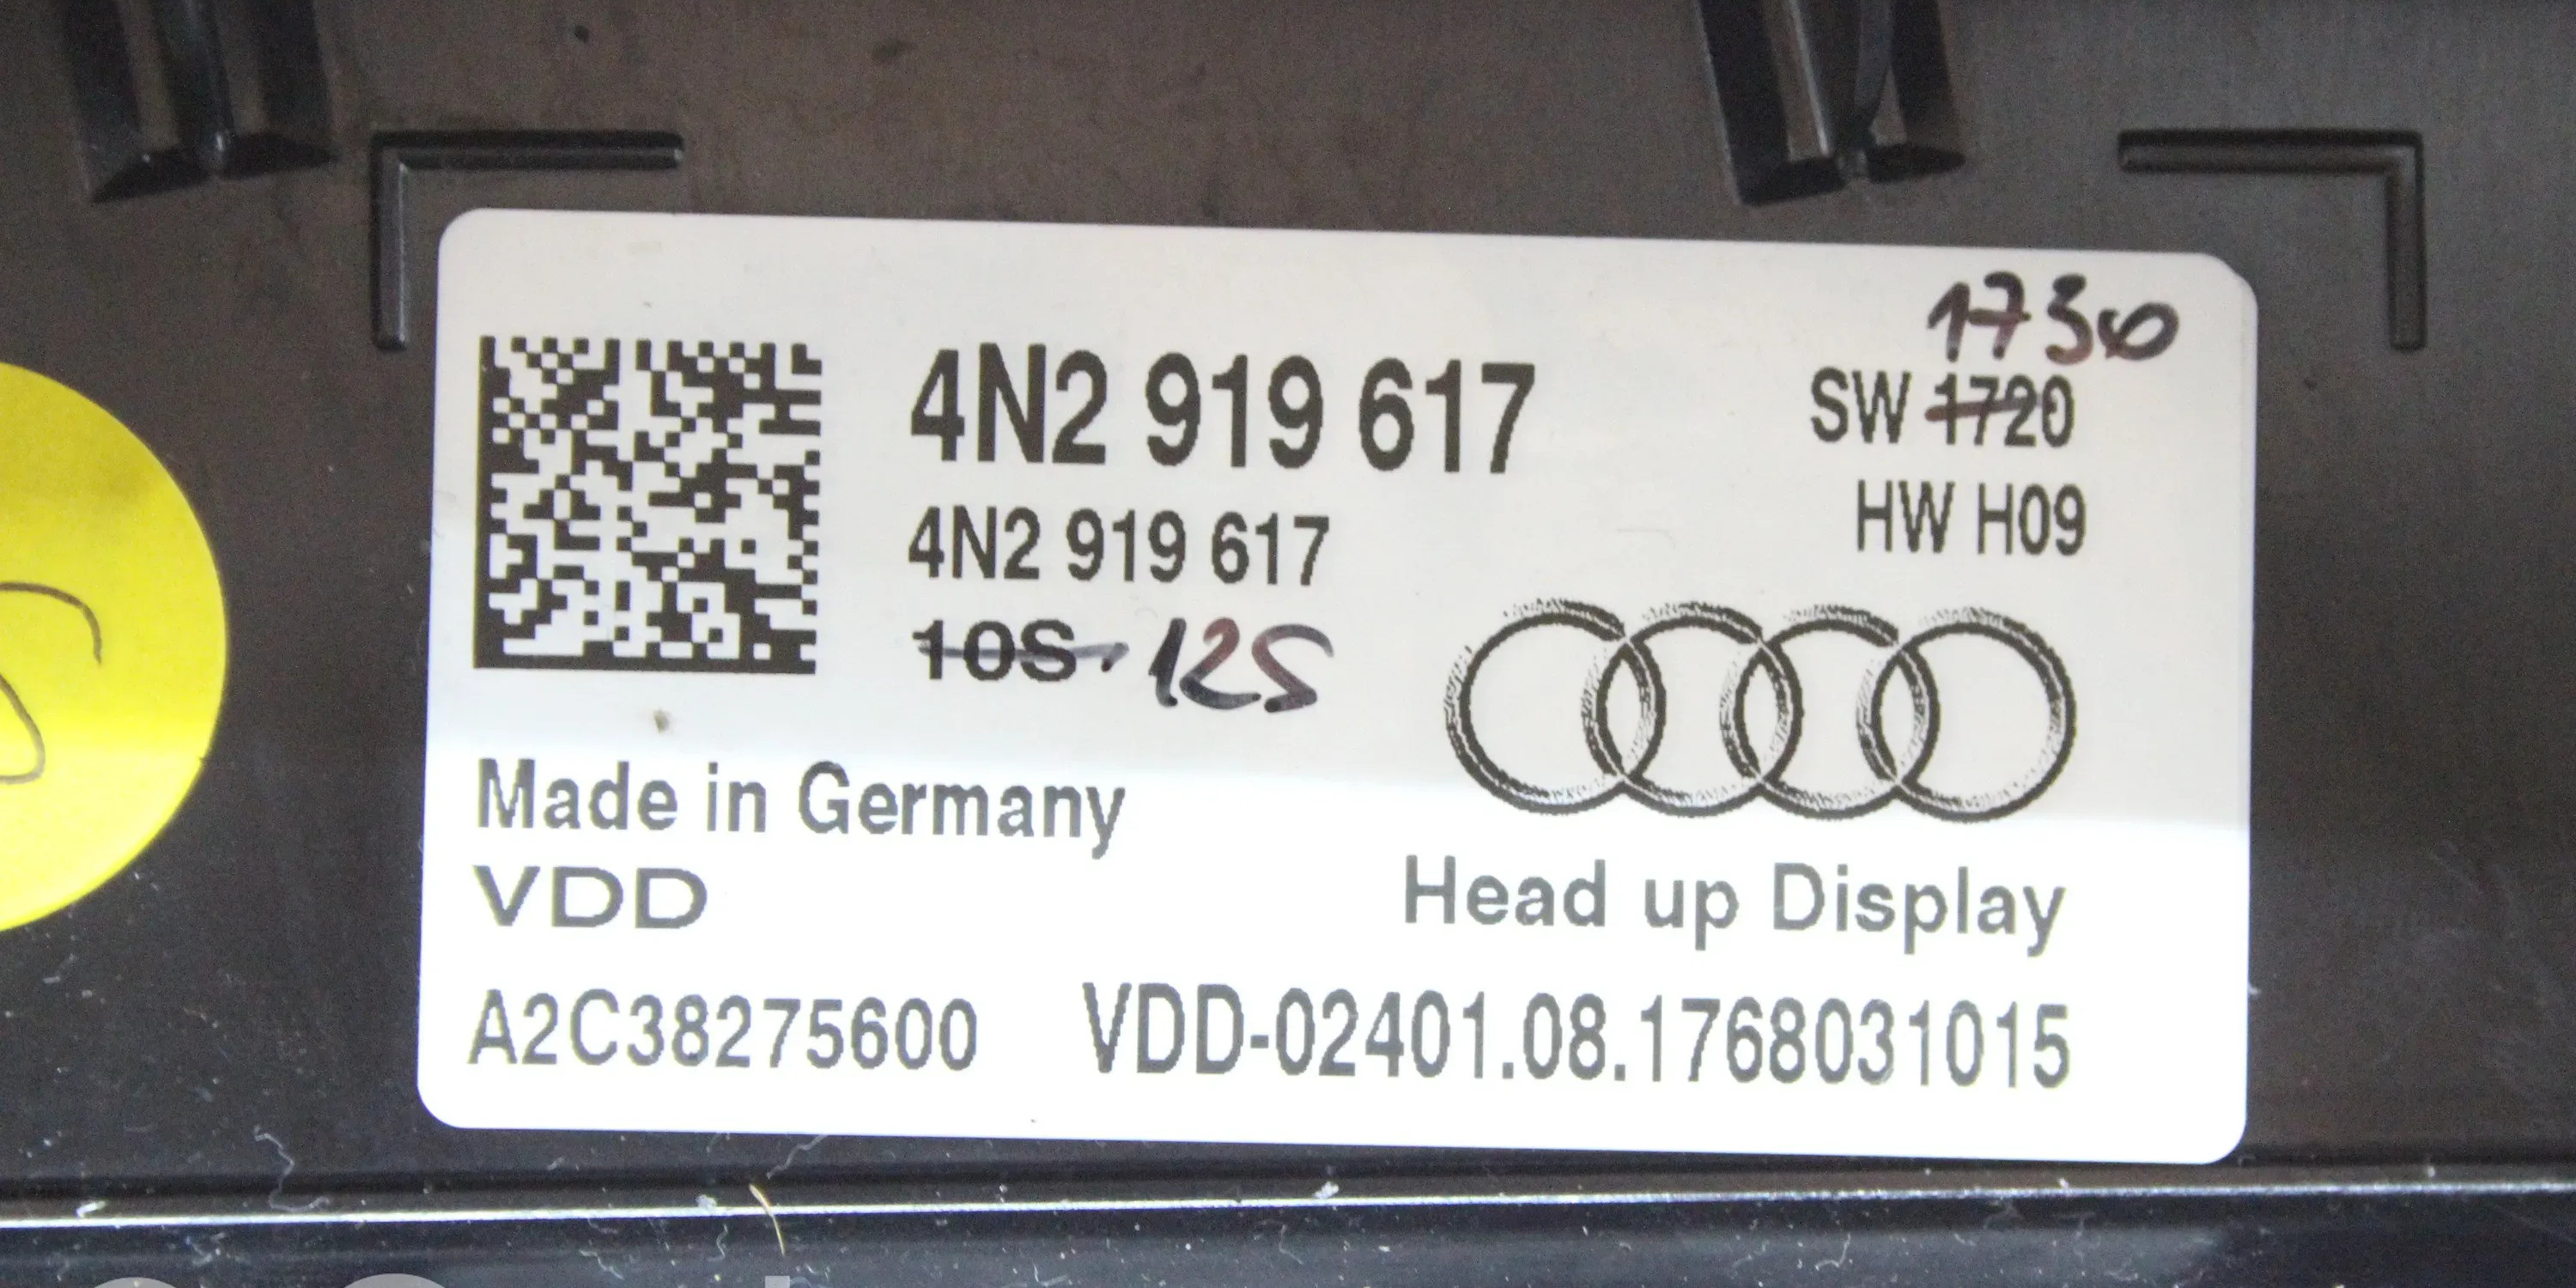 1730
4N2 919 617
SW 1720
4N2 919 617
HW H09
10S 12S
Made in Germany
VDD
Head up Display
A2C38275600 VDD-02401.08.1768031015